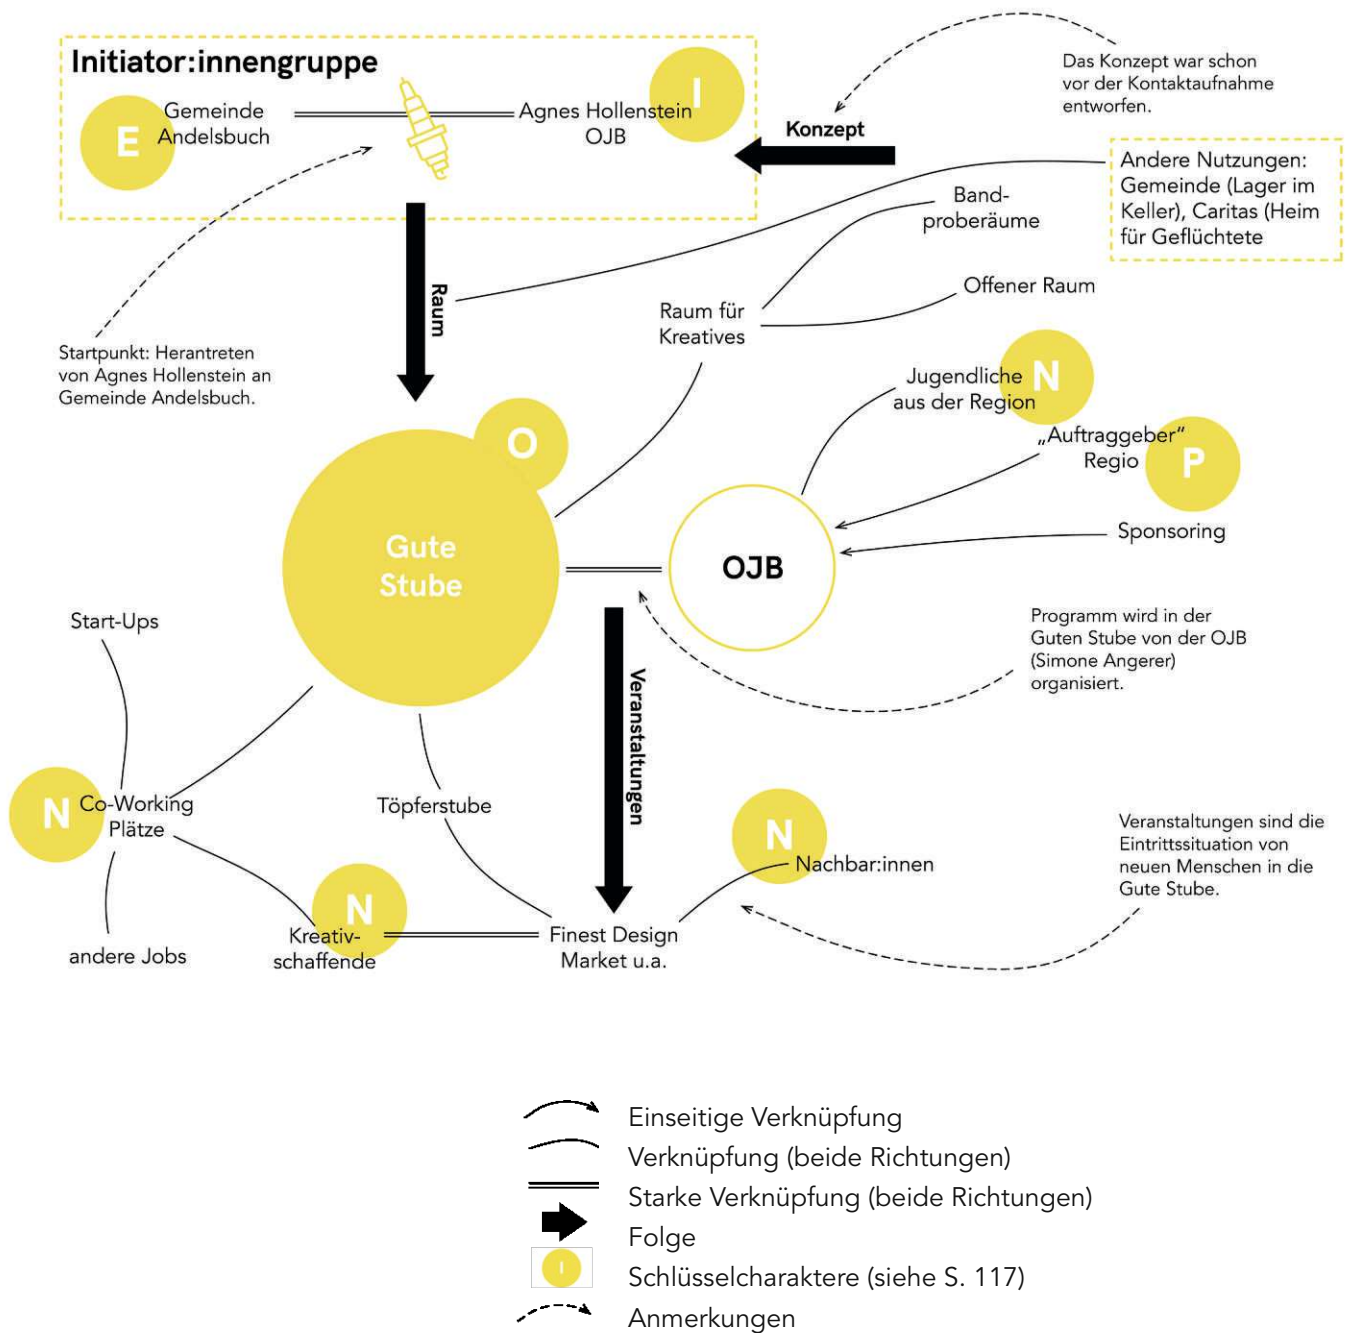 Initiator:innengruppe
E
Gemeinde
Andelsbuch
Agnes Hollenstein
OJB
I
Konzept
Das Konzept war schon
vor der Kontaktaufnahme
entworfen.
Andere Nutzungen:
Gemeinde (Lager im
Keller), Caritas (Heim
für Geflüchtete
Band-
proberäume
Offener Raum
Raum für
Kreatives
Raum
Startpunkt: Herantreten
von Agnes Hollenstein an
Gemeinde Andelsbuch.
Jugendliche
aus der Region
N
„Auftraggeber“
Regio
P
Sponsoring
O
Gute
Stube
OJB
Programm wird in der
Guten Stube von der OJB
(Simone Angerer)
organisiert.
Veranstaltungen
Start-Ups
N
Co-Working
Plätze
andere Jobs
Töpferstube
N
Kreativ-
schaffende
Finest Design
Market u.a.
N
Nachbar:innen
Veranstaltungen sind die
Eintrittssituation von
neuen Menschen in die
Gute Stube.
Einseitige Verknüpfung
Verknüpfung (beide Richtungen)
Starke Verknüpfung (beide Richtungen)
Folge
I
Schlüsselcharaktere (siehe S. 117)
Anmerkungen